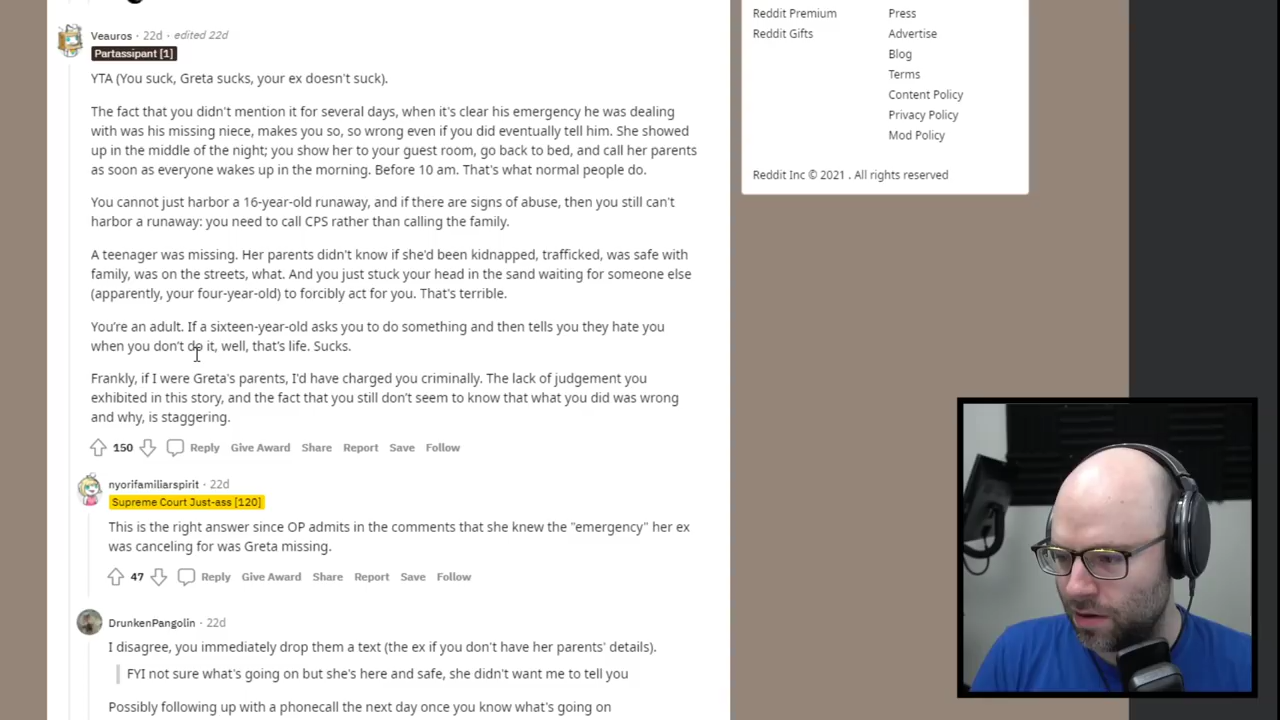 Veauros · 22d · edited 22d
Partassipant [1]
YTA (You suck, Greta sucks, your ex doesn't suck).
The fact that you didn't mention it for several days, when it's clear his emergency he was dealing
with was his missing niece, makes you so, so wrong even if you did eventually tell him. She showed
up in the middle of the night; you show her to your guest room, go back to bed, and call her parents
as soon as everyone wakes up in the morning. Before 10 am. That's what normal people do.
You cannot just harbor a 16-year-old runaway, and if there are signs of abuse, then you still can't
harbor a runaway: you need to call CPS rather than calling the family.
A teenager was missing. Her parents didn't know if she'd been kidnapped, trafficked, was safe with
family, was on the streets, what. And you just stuck your head in the sand waiting for someone else
(apparently, your four-year-old) to forcibly act for you. That's terrible.
You're an adult. If a sixteen-year-old asks you to do something and then tells you they hate you
when you don't do it, well, that's life. Sucks.
Frankly, if I were Greta's parents, I'd have charged you criminally. The lack of judgement you
exhibited in this story, and the fact that you still don't seem to know that what you did was wrong
and why, is staggering.
150 Reply Give Award Share Report Save Follow
nyorifamiliarspirit · 22d
Supreme Court Just-ass [120]
This is the right answer since OP admits in the comments that she knew the "emergency" her ex
was canceling for was Greta missing.
47 Reply Give Award Share Report Save Follow
DrunkenPangolin · 22d
I disagree, you immediately drop them a text (the ex if you don't have her parents' details).
FYI not sure what's going on but she's here and safe, she didn't want me to tell you
Possibly following up with a phonecall the next day once you know what's going on
Reddit Premium
Reddit Gifts
Press
Advertise
Blog
Terms
Content Policy
Privacy Policy
Mod Policy
Reddit Inc © 2021 . All rights reserved